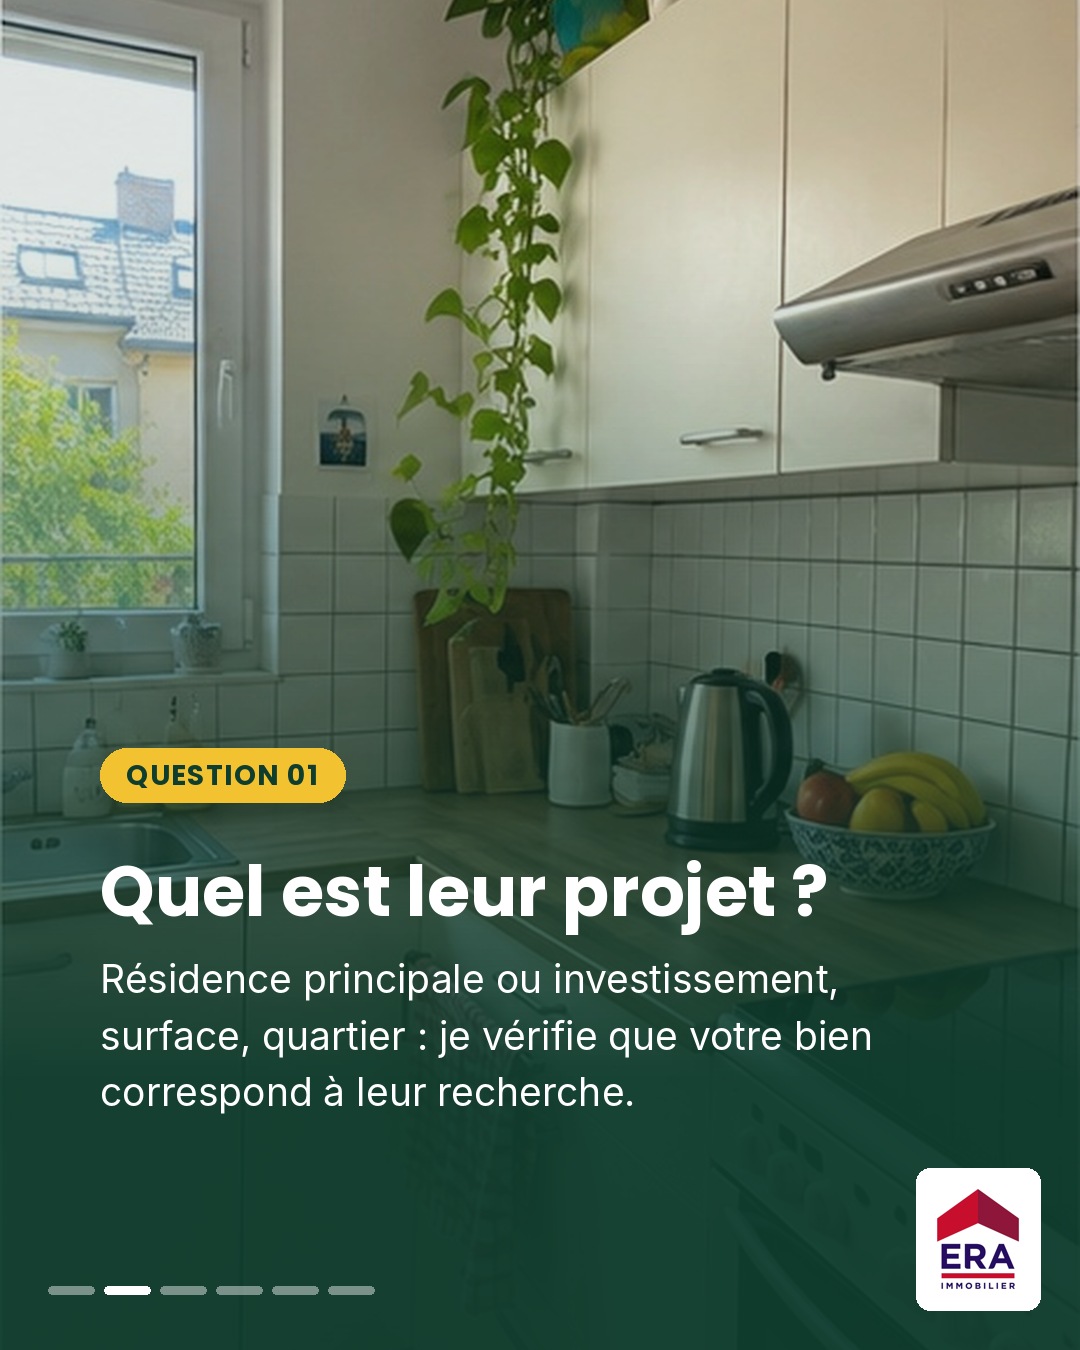 QUESTION 01
Quel est leur projet ?
Résidence principale ou investissement,
surface, quartier : je vérifie que votre bien
correspond à leur recherche.
ERA
IMMOBILIER